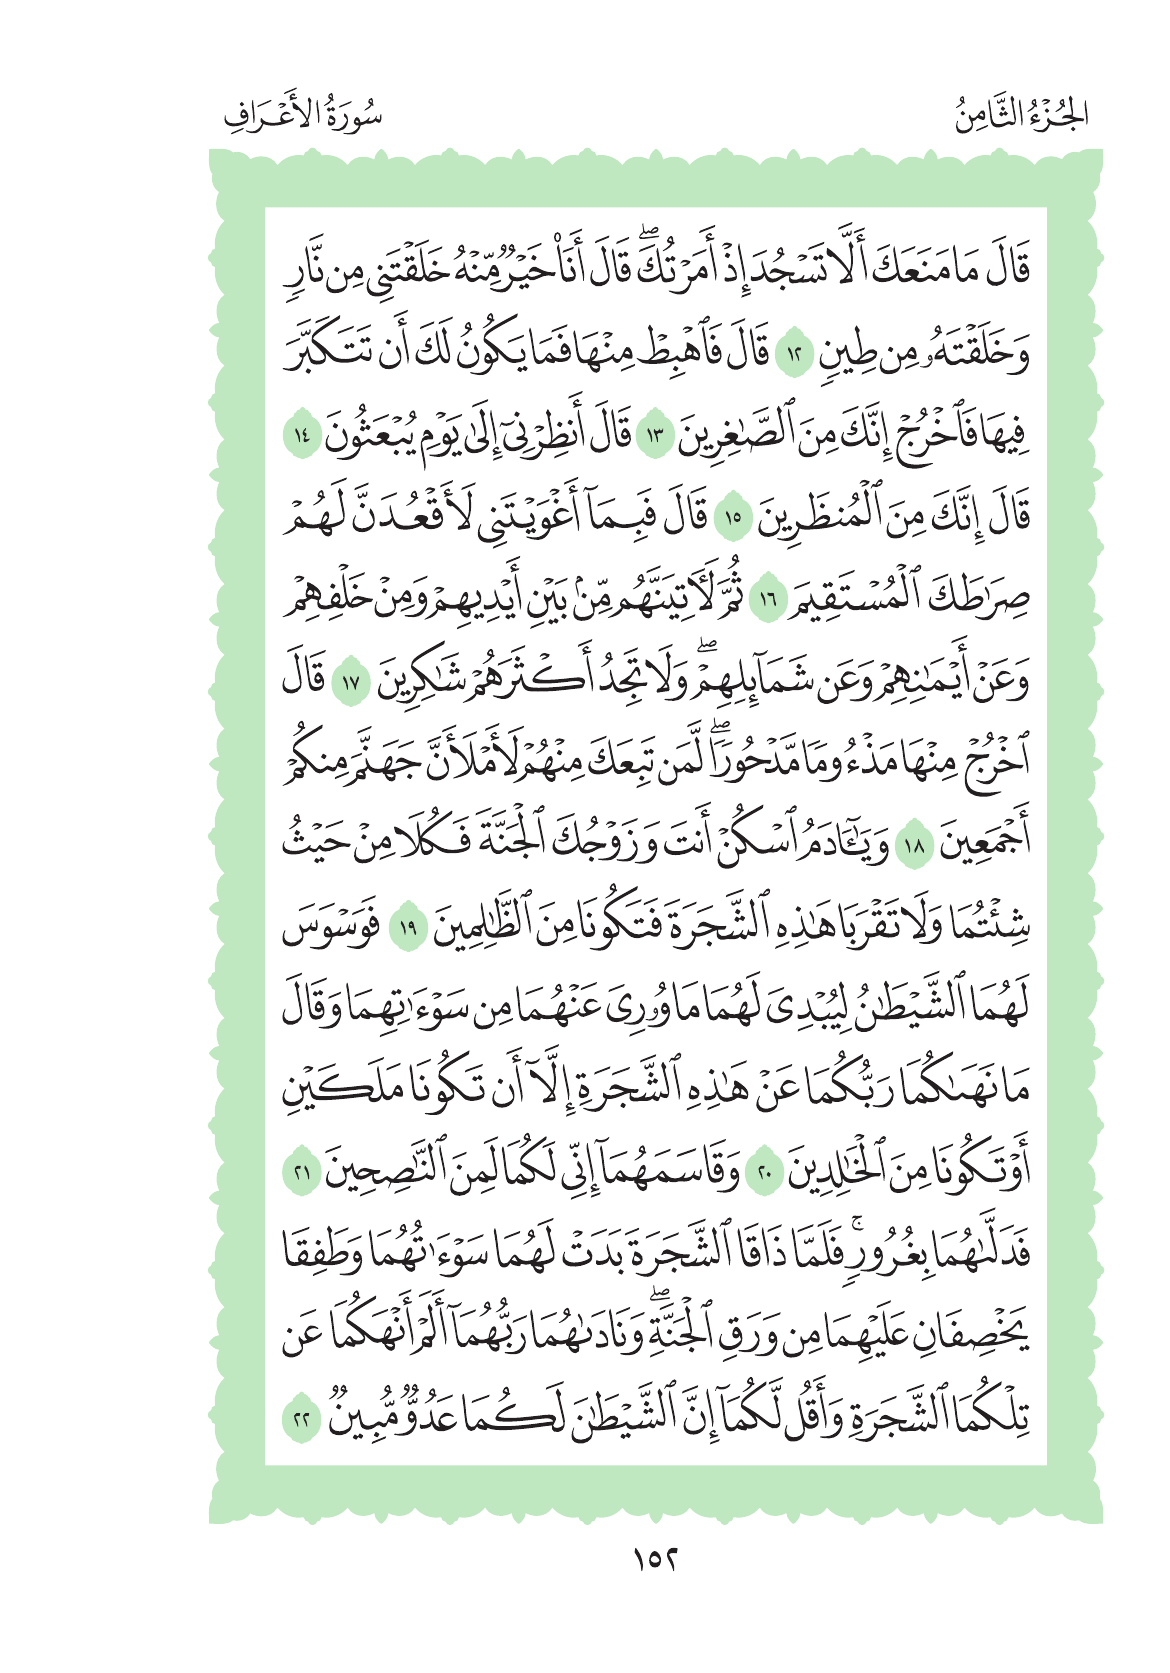 الجُزْءُ الثَّامِنُ
سُورَةُ الأَعْرَافِ
قَالَ مَا مَنَعَكَ أَلَّا تَسْجُدَ إِذْ أَمَرْتُكَۖ قَالَ أَنَا۠ خَيْرٌ مِّنْهُ خَلَقْتَنِي مِن نَّارٍ
وَخَلَقْتَهُۥ مِن طِينٍ ١٢ قَالَ فَٱهْبِطْ مِنْهَا فَمَا يَكُونُ لَكَ أَن تَتَكَبَّرَ
فِيهَا فَٱخْرُجْ إِنَّكَ مِنَ ٱلصَّٰغِرِينَ ١٣ قَالَ أَنظِرْنِيٓ إِلَىٰ يَوْمِ يُبْعَثُونَ ١٤
قَالَ إِنَّكَ مِنَ ٱلْمُنظَرِينَ ١٥ قَالَ فَبِمَآ أَغْوَيْتَنِي لَأَقْعُدَنَّ لَهُمْ
صِرَٰطَكَ ٱلْمُسْتَقِيمَ ١٦ ثُمَّ لَأٓتِيَنَّهُم مِّنۢ بَيْنِ أَيْدِيهِمْ وَمِنْ خَلْفِهِمْ
وَعَنْ أَيْمَٰنِهِمْ وَعَن شَمَآئِلِهِمْۖ وَلَا تَجِدُ أَكْثَرَهُمْ شَٰكِرِينَ ١٧ قَالَ
ٱخْرُجْ مِنْهَا مَذْءُومًا مَّدْحُورًاۖ لَّمَن تَبِعَكَ مِنْهُمْ لَأَمْلَأَنَّ جَهَنَّمَ مِنكُمْ
أَجْمَعِينَ ١٨ وَيَٰٓـَٔادَمُ ٱسْكُنْ أَنتَ وَزَوْجُكَ ٱلْجَنَّةَ فَكُلَا مِنْ حَيْثُ
شِئْتُمَا وَلَا تَقْرَبَا هَٰذِهِ ٱلشَّجَرَةَ فَتَكُونَا مِنَ ٱلظَّٰلِمِينَ ١٩ فَوَسْوَسَ
لَهُمَا ٱلشَّيْطَٰنُ لِيُبْدِيَ لَهُمَا مَا وُۥرِيَ عَنْهُمَا مِن سَوْءَٰتِهِمَا وَقَالَ
مَا نَهَىٰكُمَا رَبُّكُمَا عَنْ هَٰذِهِ ٱلشَّجَرَةِ إِلَّآ أَن تَكُونَا مَلَكَيْنِ
أَوْ تَكُونَا مِنَ ٱلْخَٰلِدِينَ ٢٠ وَقَاسَمَهُمَآ إِنِّي لَكُمَا لَمِنَ ٱلنَّٰصِحِينَ ٢١
فَدَلَّىٰهُمَا بِغُرُورٍۚ فَلَمَّا ذَاقَا ٱلشَّجَرَةَ بَدَتْ لَهُمَا سَوْءَٰتُهُمَا وَطَفِقَا
يَخْصِفَانِ عَلَيْهِمَا مِن وَرَقِ ٱلْجَنَّةِۖ وَنَادَىٰهُمَا رَبُّهُمَآ أَلَمْ أَنْهَكُمَا عَن
تِلْكُمَا ٱلشَّجَرَةِ وَأَقُل لَّكُمَآ إِنَّ ٱلشَّيْطَٰنَ لَكُمَا عَدُوٌّ مُّبِينٌ ٢٢
١٥٢